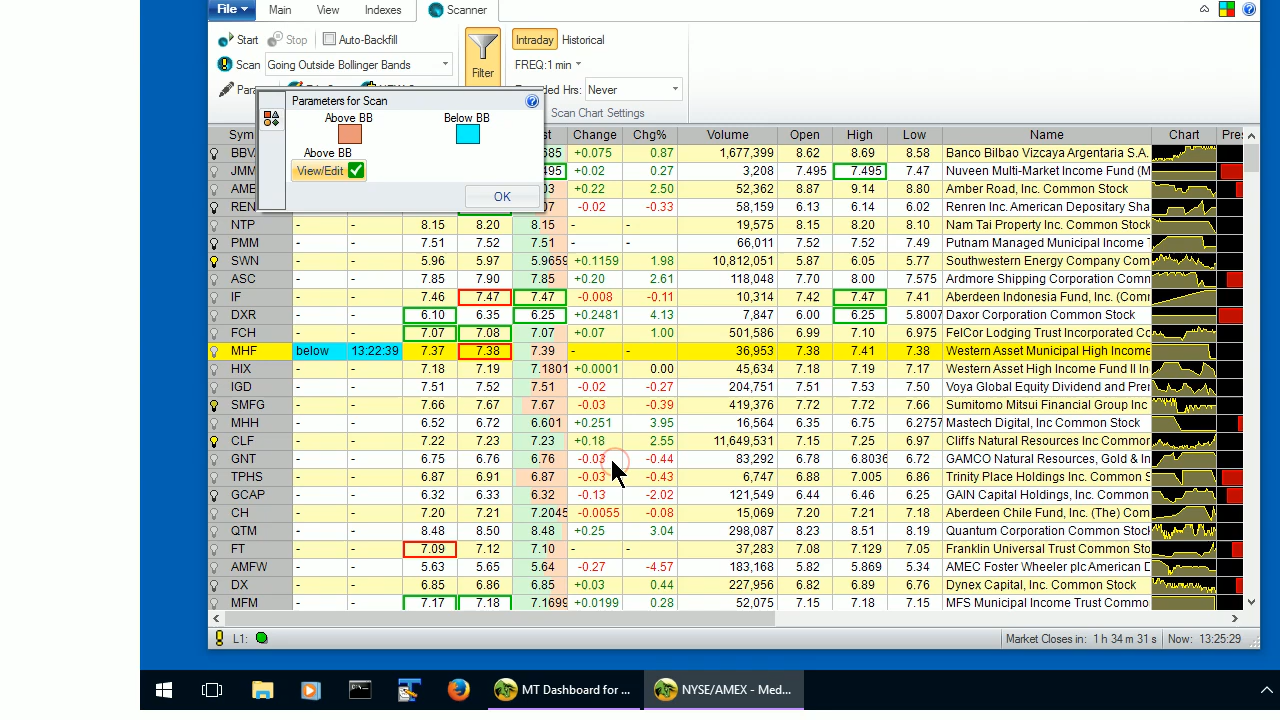 File Main View Indexes Scanner
Start Stop Auto-Backfill Intraday Historical
Scan Going Outside Bollinger Bands FREQ:1 min
Filter
Hrs: Never
Scan Chart Settings
Parameters for Scan
Above BB Below BB
Above BB
View/Edit
OK
Change Chg% Volume Open High Low Name Chart
+0.075 0.87 1,677,399 8.62 8.69 8.58 Banco Bilbao Vizcaya Argentaria S.A.
+0.02 0.27 3,208 7.495 7.495 7.47 Nuveen Multi-Market Income Fund (M
+0.22 2.50 52,362 8.87 9.14 8.80 Amber Road, Inc. Common Stock
REN -0.02 -0.33 58,159 6.13 6.14 6.02 Renren Inc. American Depositary Sha
NTP - - 8.15 8.20 8.15 - - 19,575 8.15 8.20 8.10 Nam Tai Property Inc. Common Stock
PMM - - 7.51 7.52 7.51 - - 66,011 7.52 7.52 7.49 Putnam Managed Municipal Income T
SWN - - 5.96 5.97 5.9659 +0.1159 1.98 10,812,051 5.87 6.05 5.77 Southwestern Energy Company Com
ASC - - 7.85 7.90 7.85 +0.20 2.61 118,048 7.70 8.00 7.575 Ardmore Shipping Corporation Comn
IF - - 7.46 7.47 7.47 -0.008 -0.11 10,314 7.42 7.47 7.41 Aberdeen Indonesia Fund, Inc. (Comr
DXR - - 6.10 6.35 6.25 +0.2481 4.13 7,847 6.00 6.25 5.8007 Daxor Corporation Common Stock
FCH - - 7.07 7.08 7.07 +0.07 1.00 501,586 6.99 7.10 6.975 FelCor Lodging Trust Incorporated Co
MHF below 13:22:39 7.37 7.38 7.39 - - 36,953 7.38 7.41 7.38 Western Asset Municipal High Income
HIX - - 7.18 7.19 7.1801 +0.0001 0.00 45,634 7.18 7.19 7.17 Western Asset High Income Fund II In
IGD - - 7.51 7.52 7.51 -0.02 -0.27 204,751 7.51 7.53 7.50 Voya Global Equity Dividend and Prer
SMFG - - 7.66 7.67 7.67 -0.03 -0.39 419,376 7.72 7.72 7.66 Sumitomo Mitsui Financial Group Inc
MHH - - 6.52 6.72 6.601 +0.251 3.95 16,564 6.35 6.75 6.2757 Mastech Digital, Inc Common Stock
CLF - - 7.22 7.23 7.23 +0.18 2.55 11,649,531 7.15 7.25 6.97 Cliffs Natural Resources Inc Common
GNT - - 6.75 6.76 6.76 -0.03 -0.44 83,292 6.78 6.8036 6.72 GAMCO Natural Resources, Gold & In
TPHS - - 6.87 6.91 6.87 -0.03 -0.43 6,747 6.88 7.005 6.86 Trinity Place Holdings Inc. Common S
GCAP - - 6.32 6.33 6.32 -0.13 -2.02 121,549 6.44 6.46 6.25 GAIN Capital Holdings, Inc. Common
CH - - 7.20 7.21 7.2045 -0.0055 -0.08 15,069 7.20 7.21 7.18 Aberdeen Chile Fund, Inc. (The) Com
QTM - - 8.48 8.50 8.48 +0.25 3.04 298,087 8.23 8.51 8.19 Quantum Corporation Common Stock
FT - - 7.09 7.12 7.10 - - 37,283 7.08 7.129 7.05 Franklin Universal Trust Common Sto
AMFW - - 5.63 5.65 5.64 -0.27 -4.57 183,168 5.82 5.869 5.34 AMEC Foster Wheeler plcAmerican D
DX - - 6.85 6.86 6.85 +0.03 0.44 227,956 6.82 6.89 6.76 Dynex Capital, Inc. Common Stock
MFM - - 7.17 7.18 7.1699 +0.0199 0.28 52,075 7.15 7.18 7.15 MFS Municipal Income Trust Commo
L1: Market Closes in: 1 h 34 m 31 s Now: 13:25:29
MT Dashboard for ... NYSE/AMEX - Med...